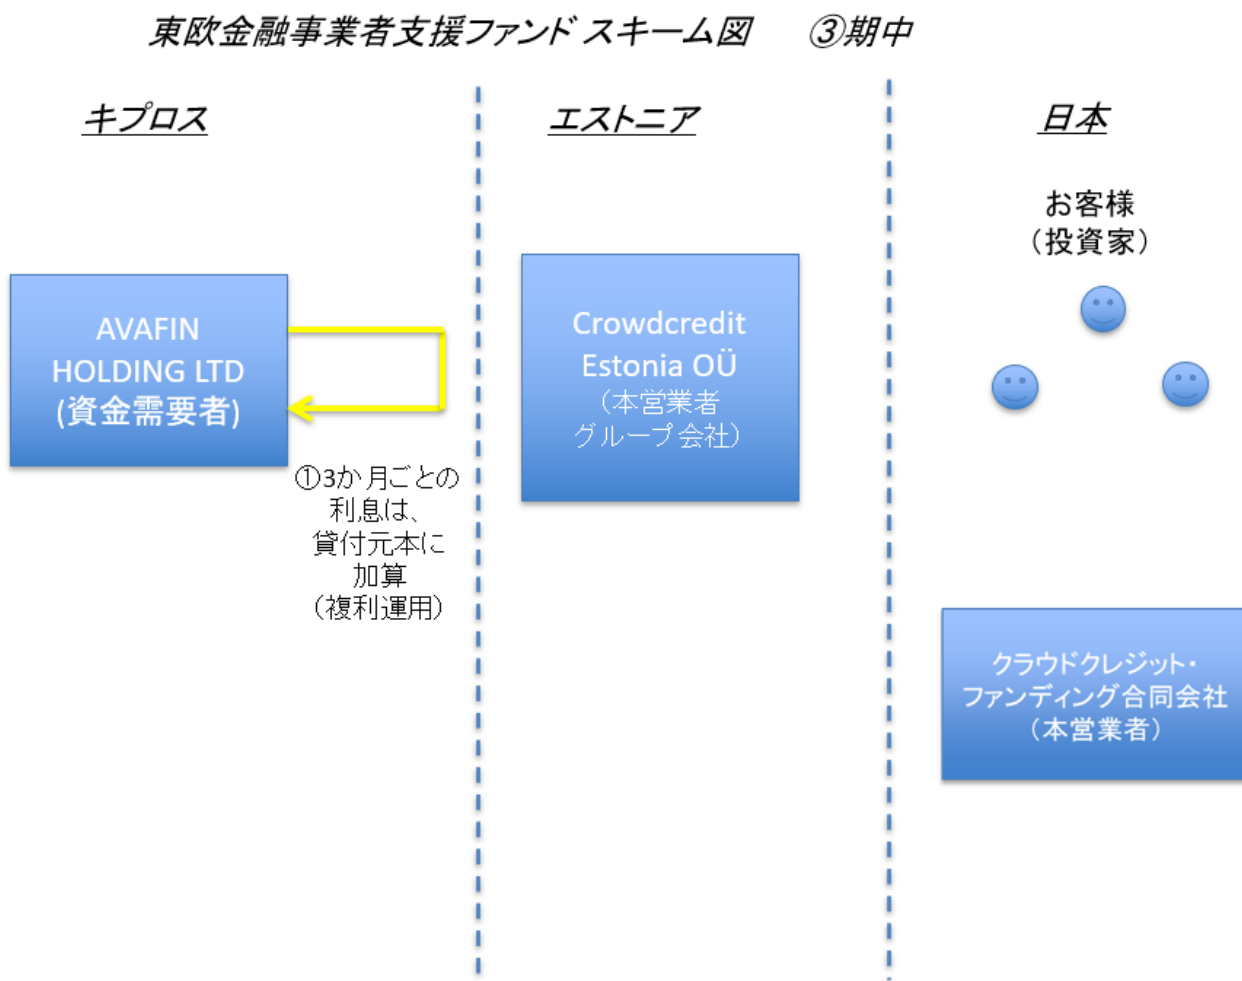 東欧金融事業者支援ファンド スキーム図　③期中
キプロス
エストニア
日本
お客様
（投資家）
AVAFIN
HOLDING LTD
(資金需要者)
Crowdcredit
Estonia OÜ
（本営業者
グループ会社）
①3か月ごとの
利息は、
貸付元本に
加算
（複利運用）
クラウドクレジット・
ファンディング合同会社
（本営業者）